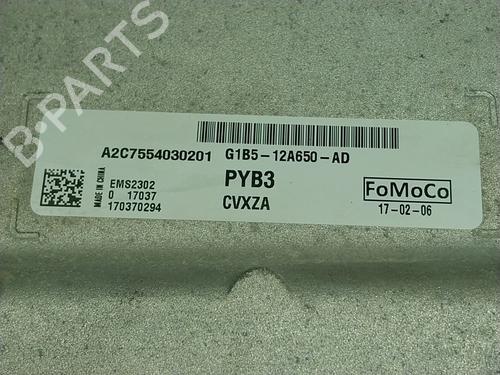 B-PARTS
A2C7554030201 G1B5-12A650-AD
MADE IN CHINA
EMS2302
0 17037
170370294
PYB3
CVXZA
FoMoCo
17-02-06